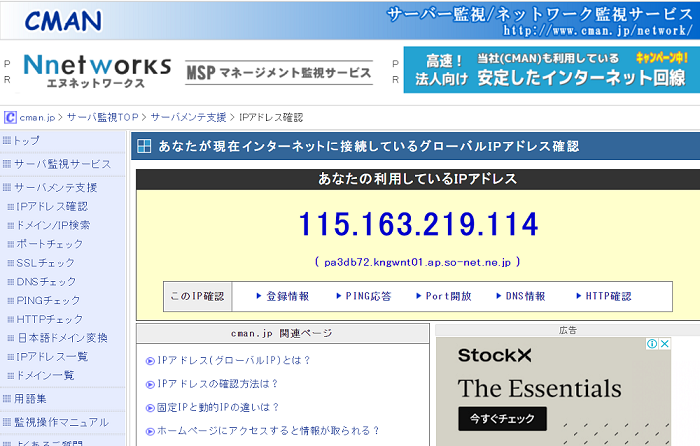 CMAN
サーバー監視/ネットワーク監視サービス
http://www.cman.jp/network/
PR
Nnetworks
エヌネットワークス
MSP マネージメント監視サービス
PR
高速！
法人向け
当社(CMAN)も利用している
キャンペーン中！
安定したインターネット回線
C cman.jp > サーバ監視TOP > サーバメンテ支援 > IPアドレス確認
トップ
サーバ監視サービス
サーバメンテ支援
IPアドレス確認
ドメイン/IP検索
ポートチェック
SSLチェック
DNSチェック
PINGチェック
HTTPチェック
日本語ドメイン変換
IPアドレス一覧
ドメイン一覧
用語集
監視操作マニュアル
よくあるご質問
あなたが現在インターネットに接続しているグローバルIPアドレス確認
あなたの利用しているIPアドレス
115.163.219.114
( pa3db72.kngwnt01.ap.so-net.ne.jp )
このIP確認 登録情報 PING応答 Port開放 DNS情報 HTTP確認
cman.jp 関連ページ
IPアドレス(グローバルIP)とは？
IPアドレスの確認方法は？
固定IPと動的IPの違いは？
ホームページにアクセスすると情報が取られる？
広告
StockX
The Essentials
今すぐチェック